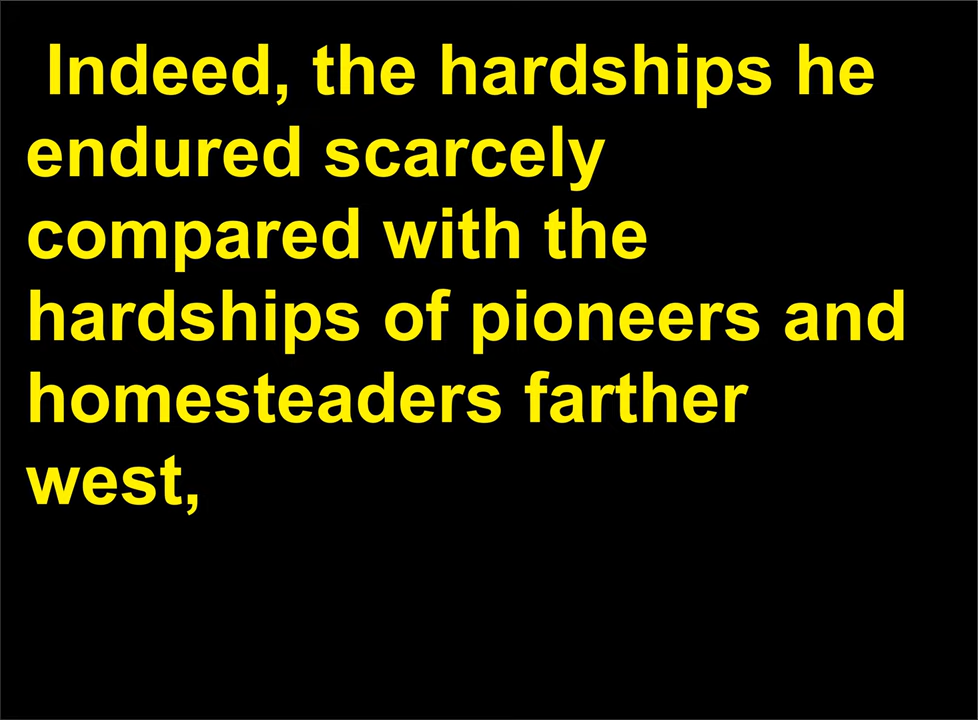 Indeed, the hardships he
endured scarcely
compared with the
hardships of pioneers and
homesteaders farther
west,